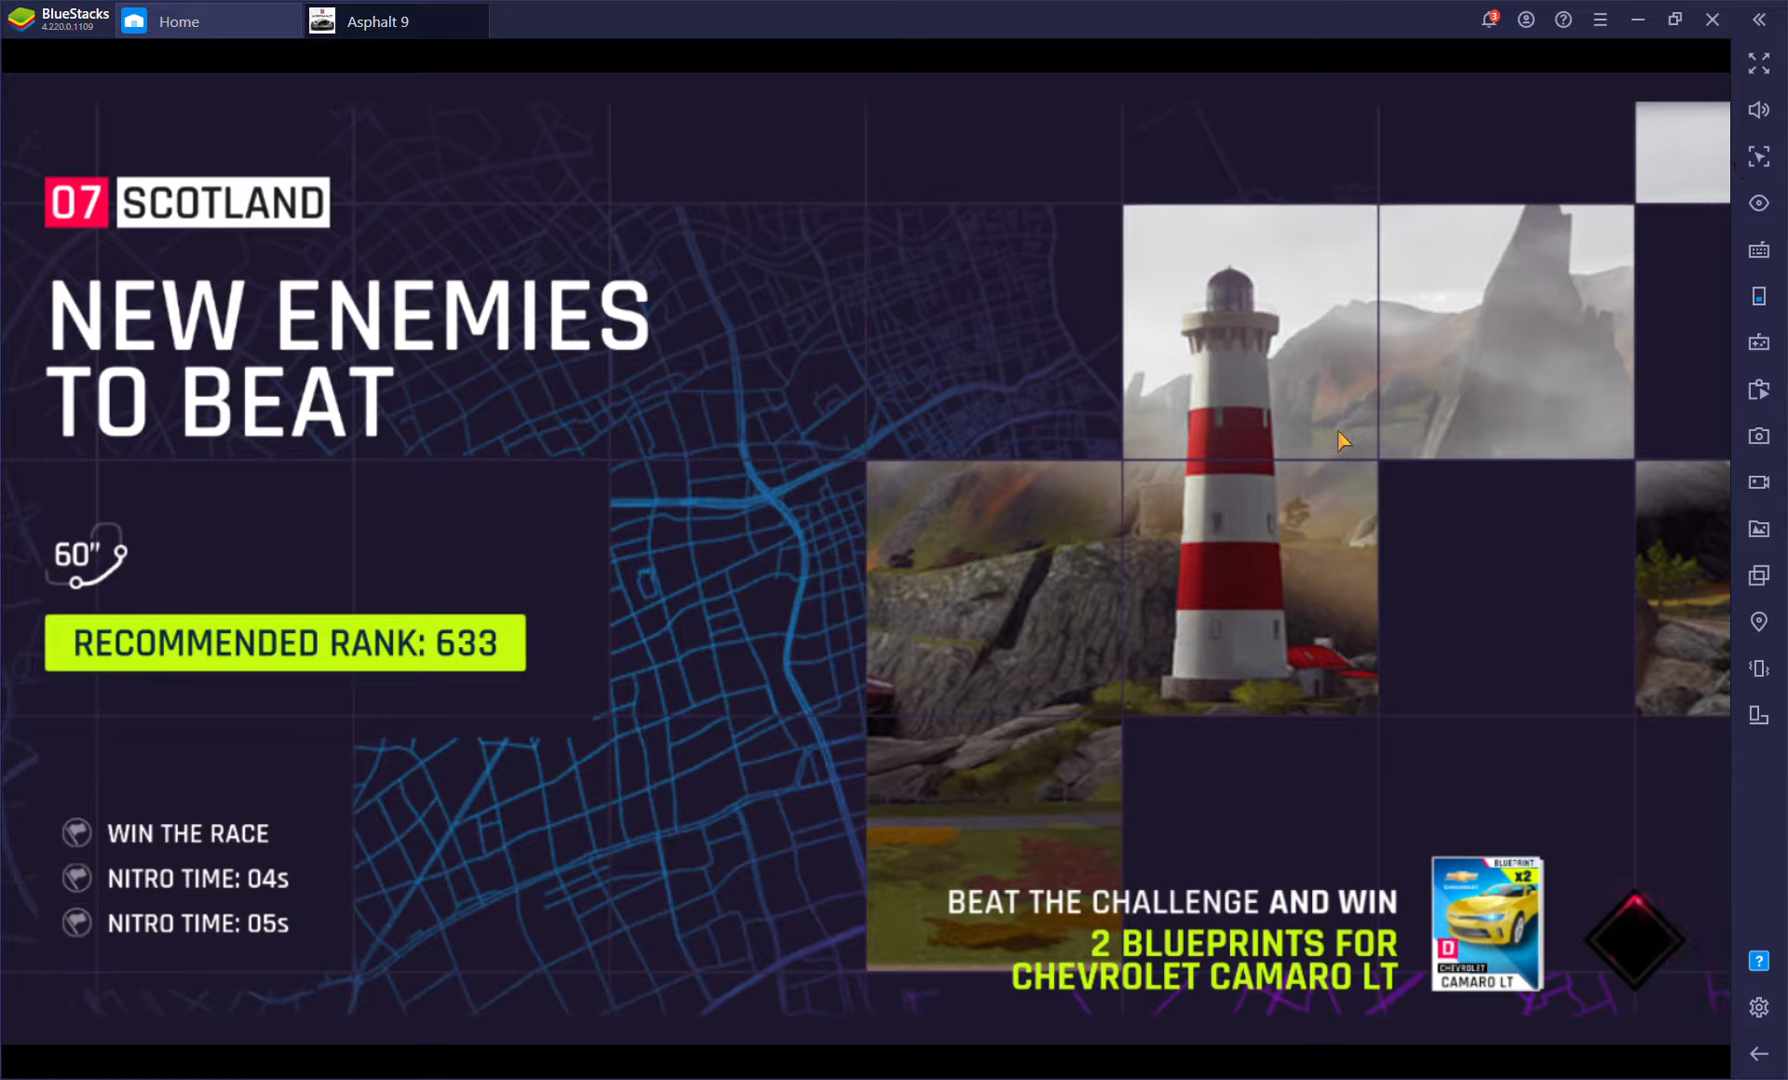 BlueStacks
4.220.0.1109
Home
Asphalt 9
3
07 SCOTLAND
NEW ENEMIES
TO BEAT
60"
RECOMMENDED RANK: 633
WIN THE RACE
NITRO TIME: 04s
NITRO TIME: 05s
BEAT THE CHALLENGE AND WIN
2 BLUEPRINTS FOR
CHEVROLET CAMARO LT
BLUEPRINT
x2
CHEVROLET
D
CHEVROLET
CAMARO LT